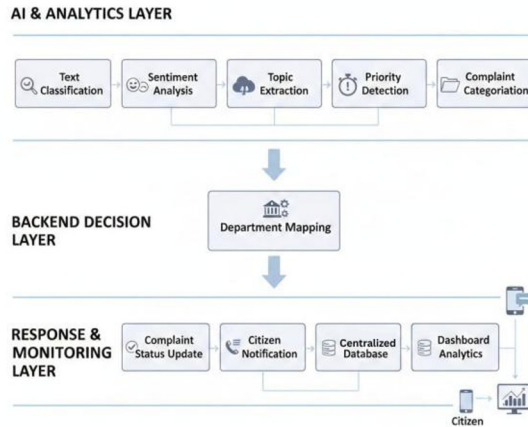 AI & ANALYTICS LAYER
Text
Classification
Sentiment
Analysis
Topic
Extraction
Priority
Detection
Complaint
Categoriation
BACKEND DECISION
LAYER
Department Mapping
RESPONSE &
MONITORING
LAYER
Complaint
Status Update
Citizen
Notification
Centralized
Database
Dashboard
Analytics
Citizen